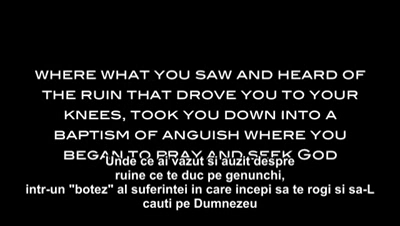 WHERE WHAT YOU SAW AND HEARD OF
THE RUIN THAT DROVE YOU TO YOUR
KNEES, TOOK YOU DOWN INTO A
BAPTISM OF ANGUISH WHERE YOU
BEGAN TO PRAY AND SEEK GOD
Unde ce ai vazut si auzit despre
ruine ce te duc pe genunchi,
intr-un "botez" al suferintei in care incepi sa te rogi si sa-L
cauti pe Dumnezeu